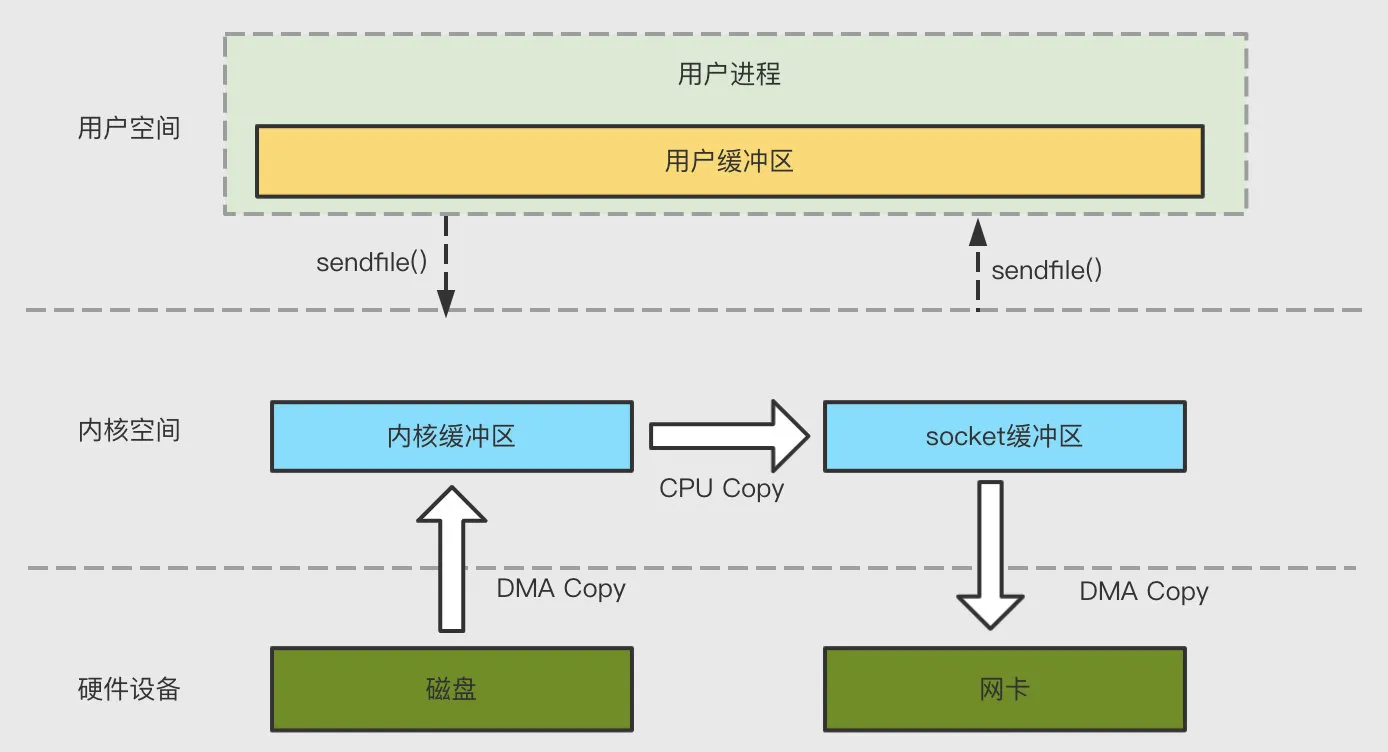 用户进程
用户空间
用户缓冲区
sendfile()
sendfile()
内核空间
内核缓冲区
socket缓冲区
CPU Copy
DMA Copy
DMA Copy
硬件设备
磁盘
网卡